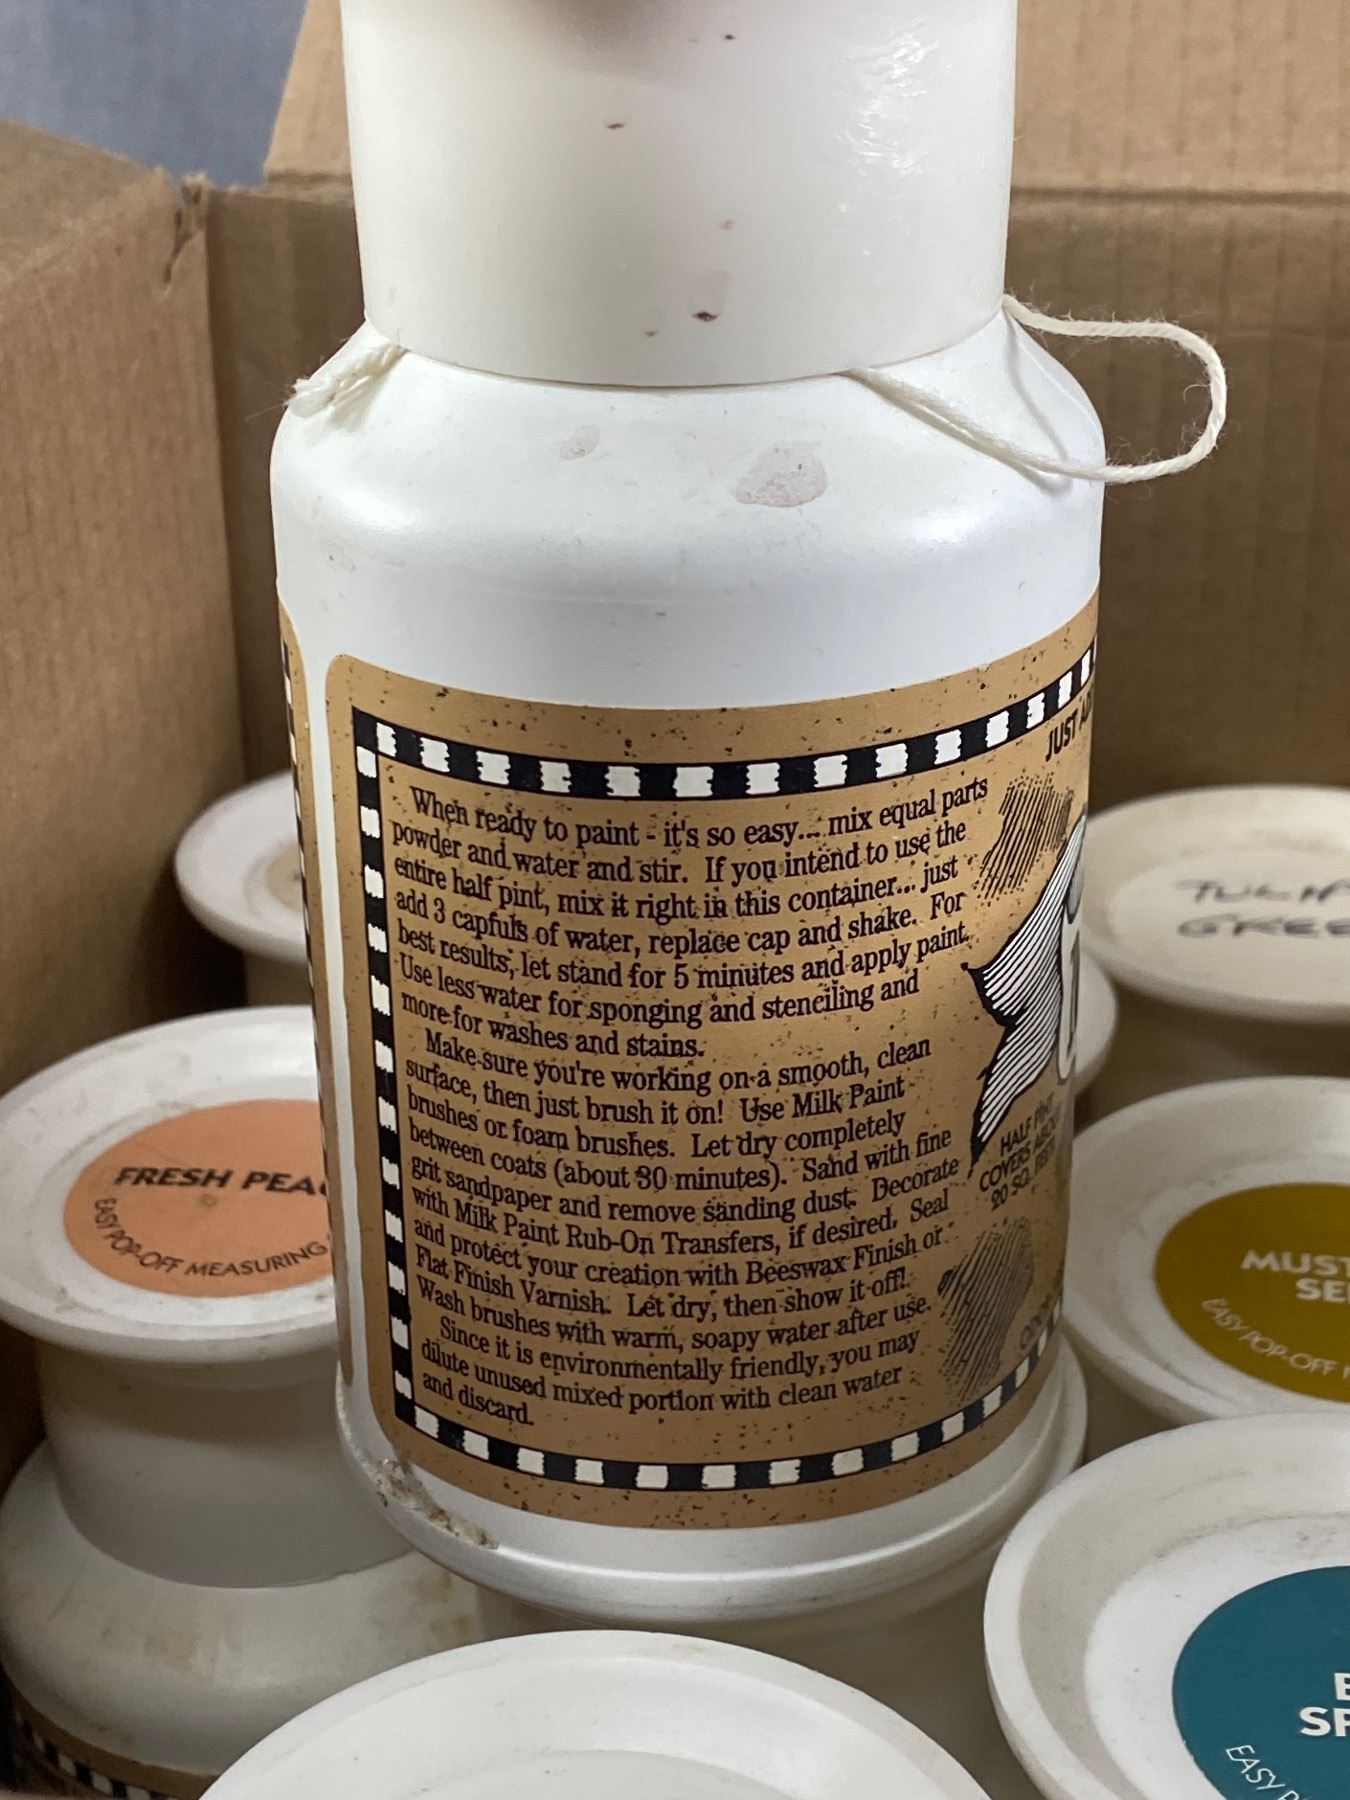 When ready to paint - it's so easy... mix equal parts
powder and water and stir. If you intend to use the
entire half pint, mix it right in this container... just
add 3 capfuls of water, replace cap and shake. For
best results, let stand for 5 minutes and apply paint.
Use less water for sponging and stenciling and
more for washes and stains.
Make sure you're working on a smooth, clean
surface, then just brush it on! Use Milk Paint
brushes or foam brushes. Let dry completely
between coats (about 30 minutes). Sand with fine
grit sandpaper and remove sanding dust. Decorate
with Milk Paint Rub-On Transfers, if desired. Seal
and protect your creation with Beeswax Finish or
Flat Finish Varnish. Let dry, then show it off!
Wash brushes with warm, soapy water after use.
Since it is environmentally friendly, you may
dilute unused mixed portion with clean water
and discard.
JUST
HALF PINT
COVERS ABOUT
20 SQ. FEET
FRESH
EASY POP-OFF MEASURING
GREE
MUST
SE
EASY POP-OFF
SP
EASY